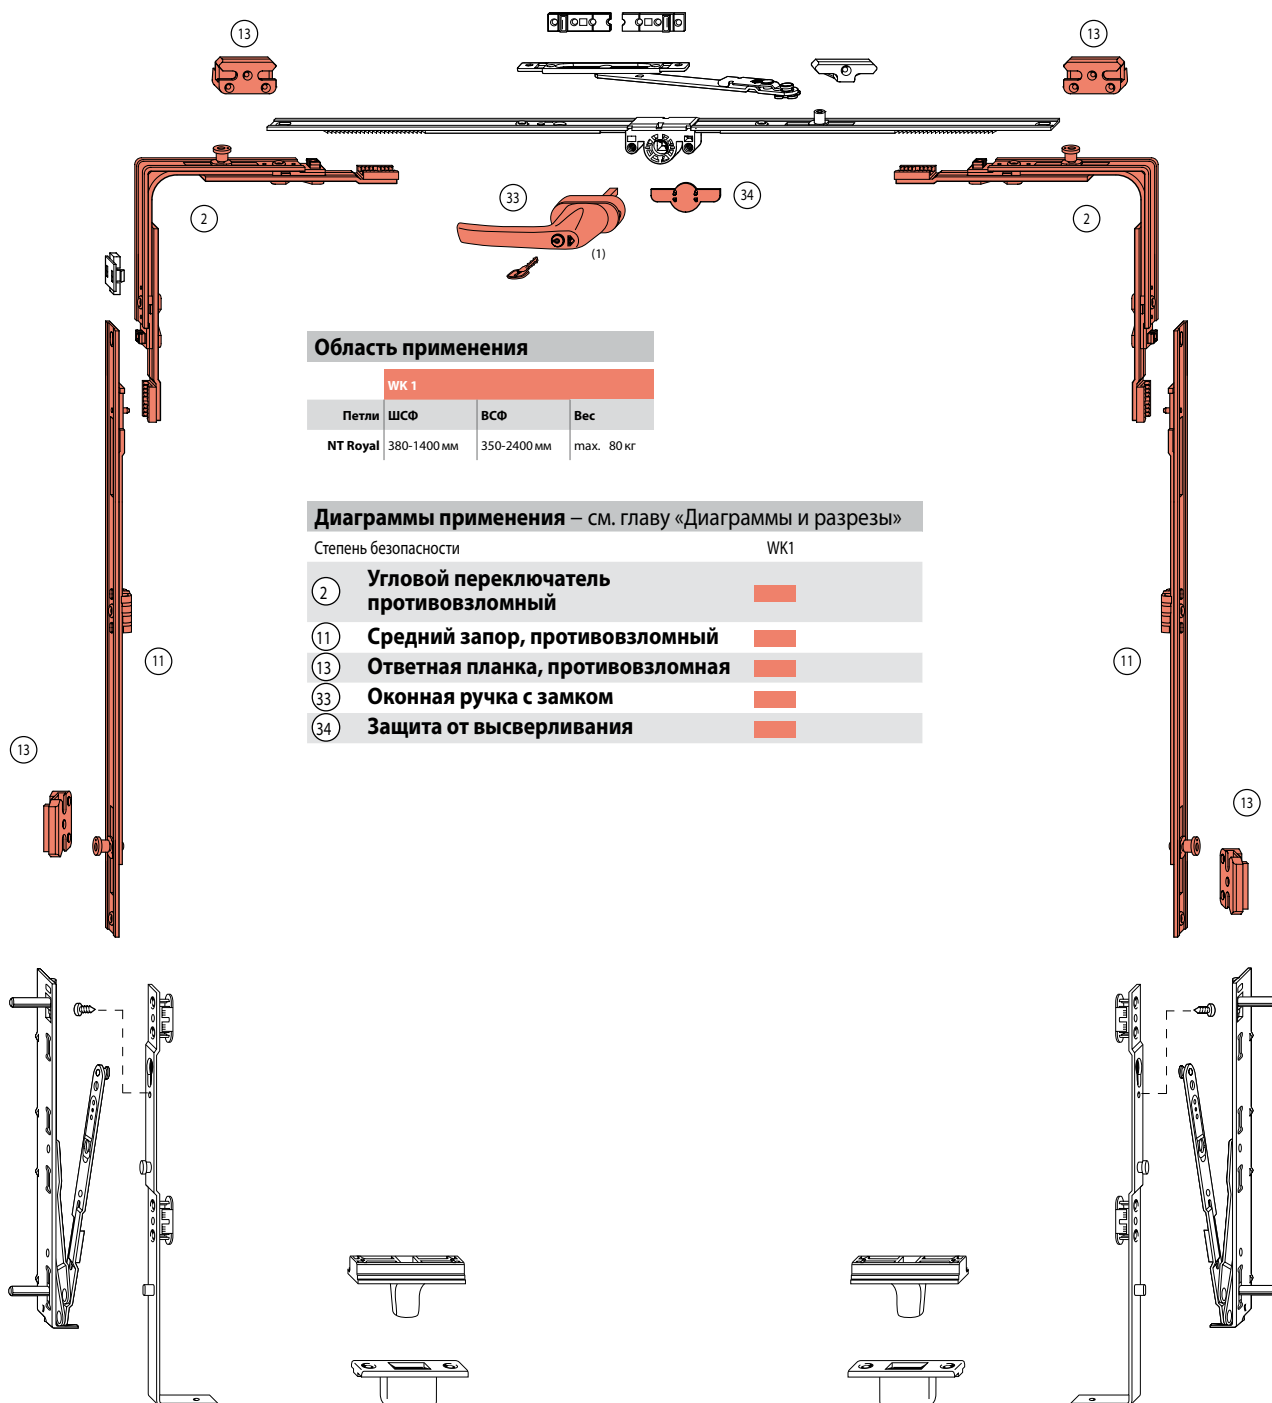 13
13
33
34
2
2
(1)
Область применения
WK 1
Петли ШСФ ВСФ Вес
NT Royal 380-1400 мм 350-2400 мм max. 80 кг
Диаграммы применения – см. главу «Диаграммы и разрезы»
Степень безопасности WK1
2 Угловой переключатель
противовзломный
11 Средний запор, противовзломный
13 Ответная планка, противовзломная
33 Оконная ручка с замком
34 Защита от высверливания
11
11
13
13